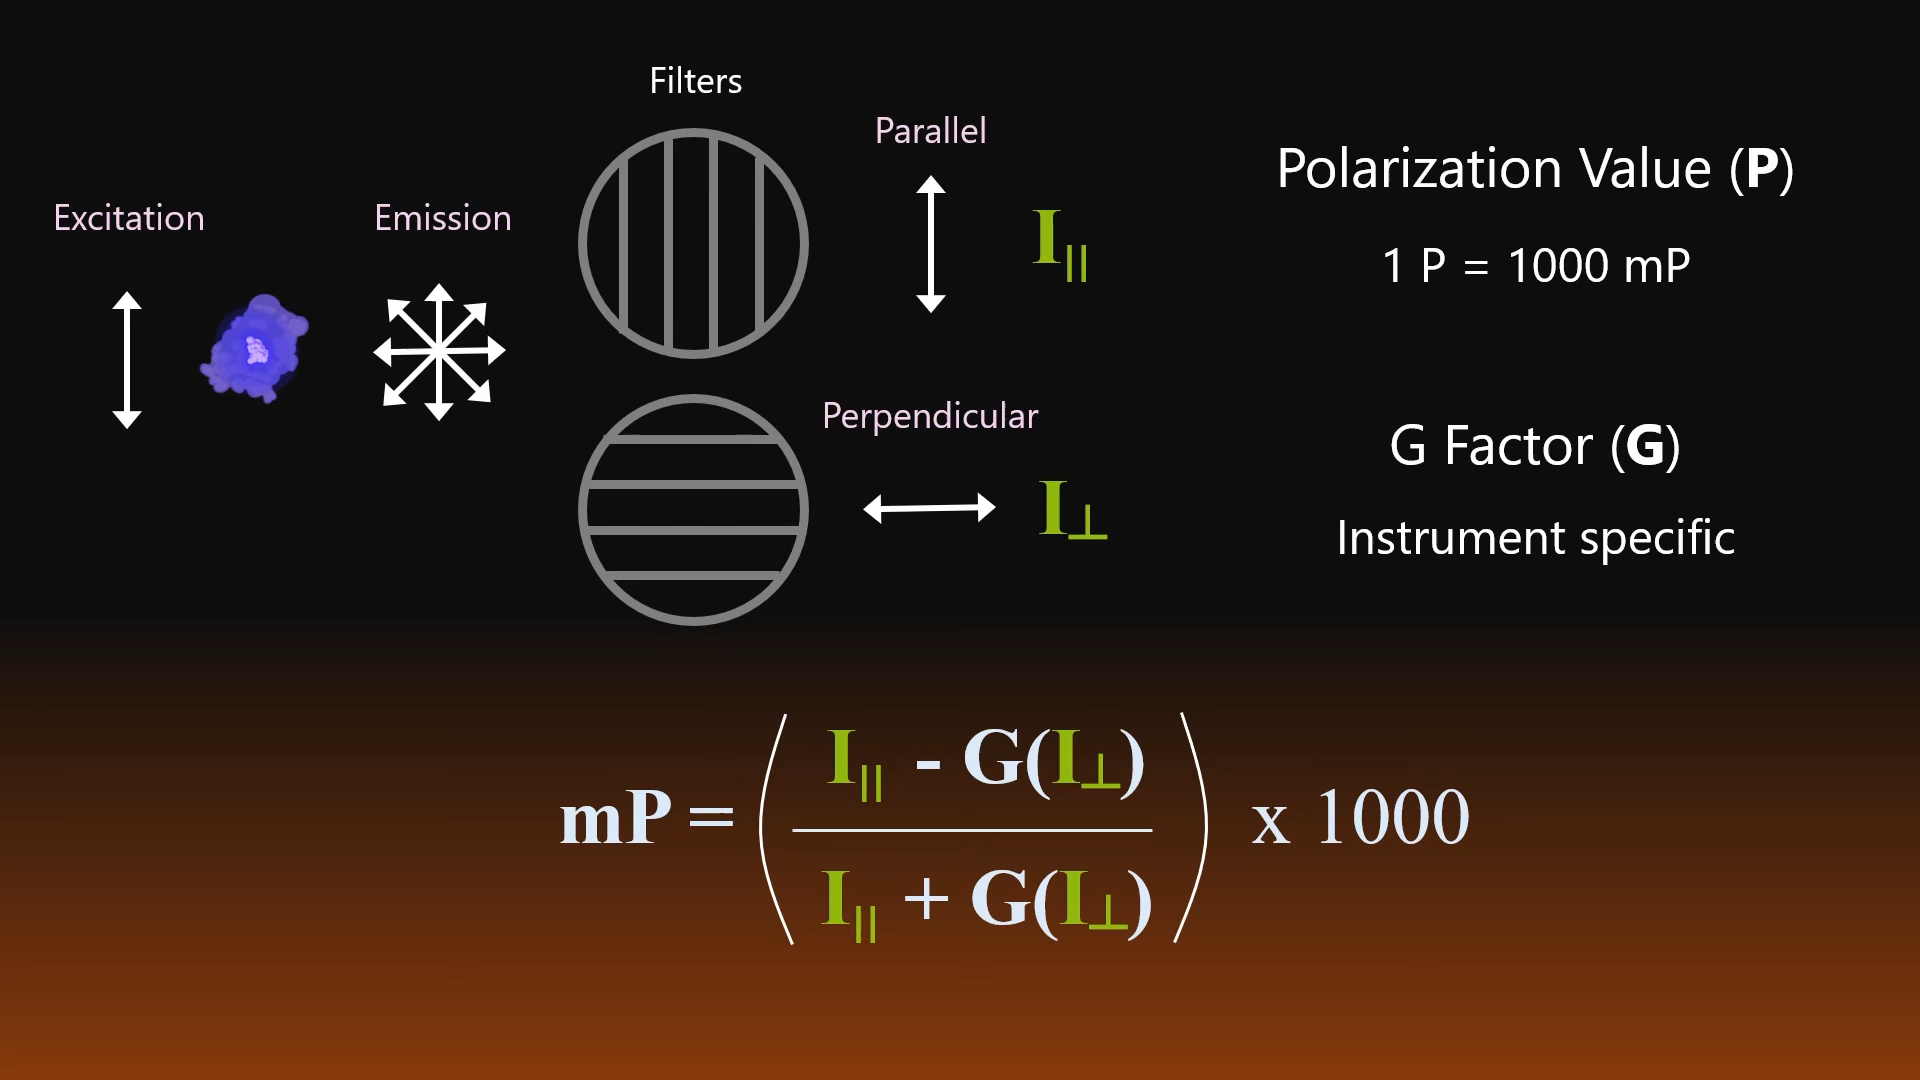 Filters
Excitation
Emission
Parallel
I||
Perpendicular
I⊥
Polarization Value (P)
1 P = 1000 mP
G Factor (G)
Instrument specific
mP = ( I|| - G(I⊥) / I|| + G(I⊥) ) x 1000